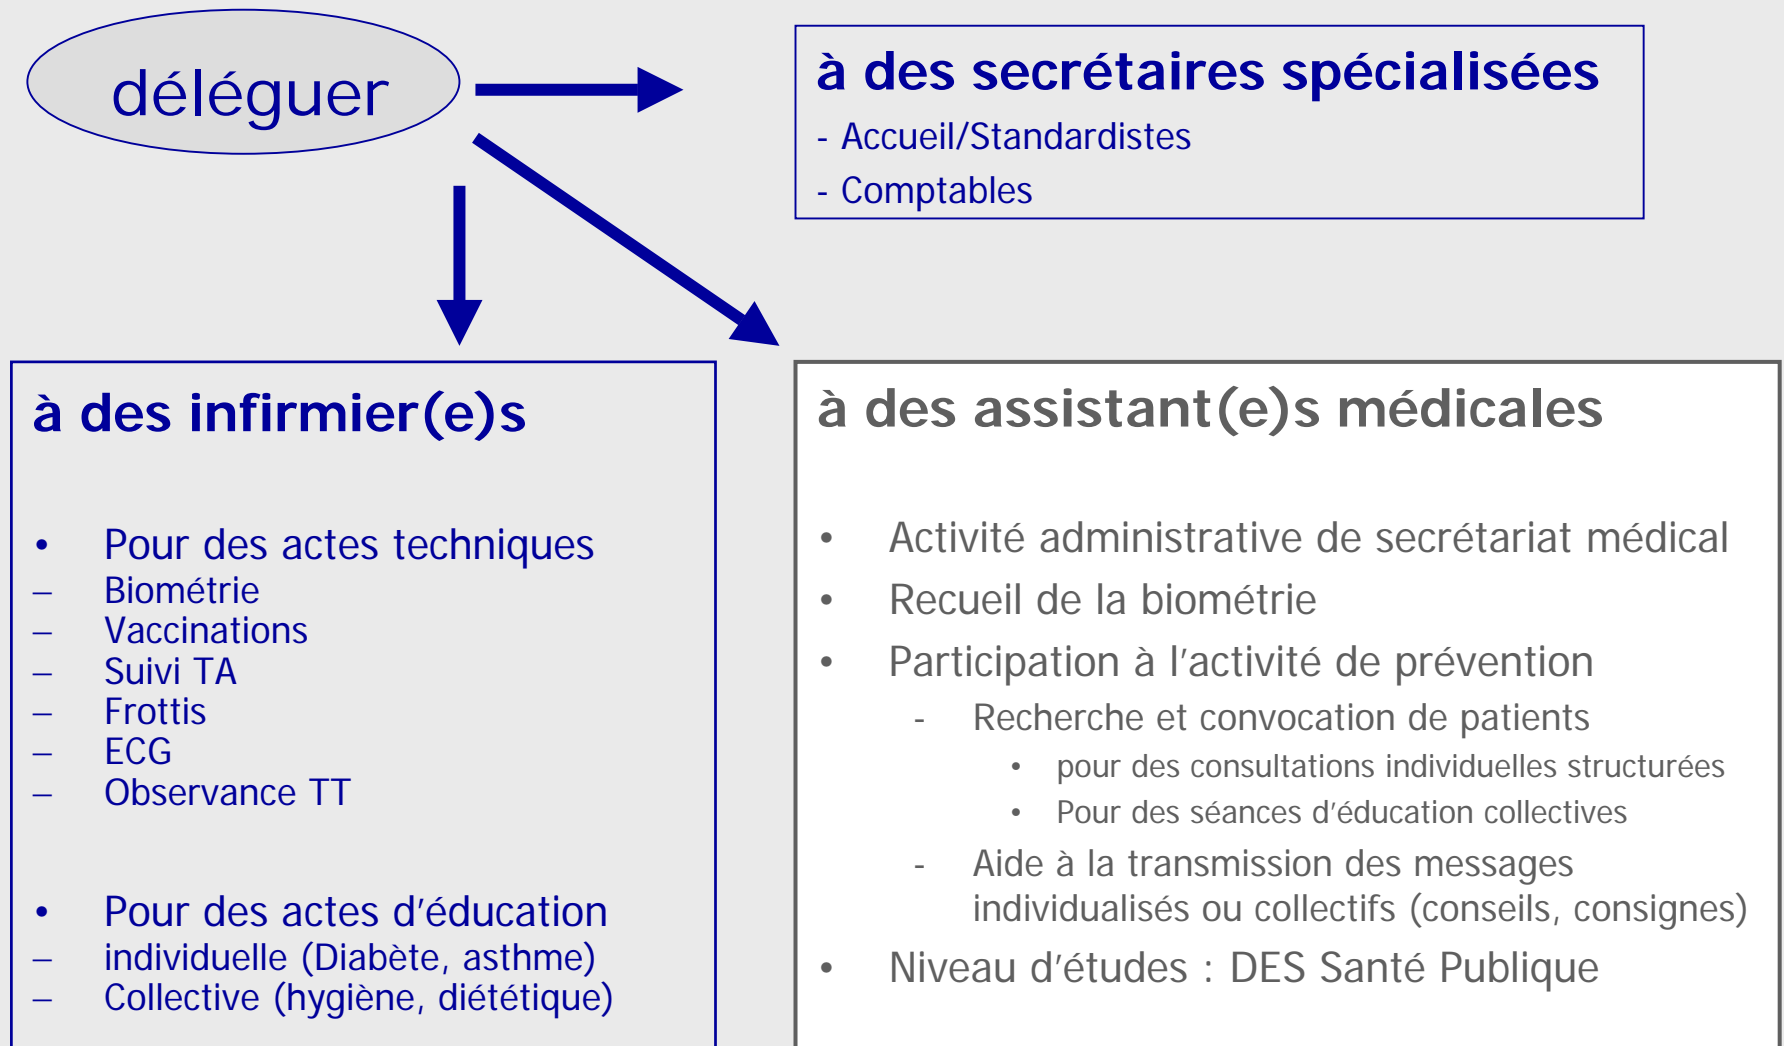 déléguer
à des secrétaires spécialisées
- Accueil/Standardistes
- Comptables
à des infirmier(e)s
• Pour des actes techniques
– Biométrie
– Vaccinations
– Suivi TA
– Frottis
– ECG
– Observance TT
• Pour des actes d’éducation
– individuelle (Diabète, asthme)
– Collective (hygiène, diététique)
à des assistant(e)s médicales
• Activité administrative de secrétariat médical
• Recueil de la biométrie
• Participation à l’activité de prévention
- Recherche et convocation de patients
• pour des consultations individuelles structurées
• Pour des séances d’éducation collectives
- Aide à la transmission des messages
individualisés ou collectifs (conseils, consignes)
• Niveau d’études : DES Santé Publique